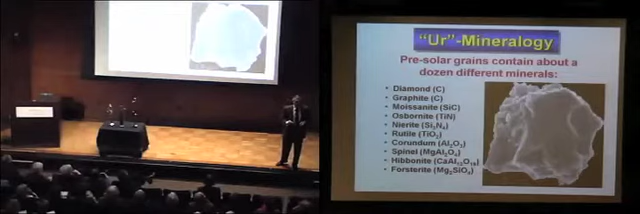 "Ur"-Mineralogy
Pre-solar grains contain about a
dozen different minerals:
• Diamond (C)
• Graphite (C)
• Moissanite (SiC)
• Osbornite (TiN)
• Nierite (Si₃N₄)
• Rutile (TiO₂)
• Corundum (Al₂O₃)
• Spinel (MgAl₂O₄)
• Hibbonite (CaAl₁₂O₁₉)
• Forsterite (Mg₂SiO₄)